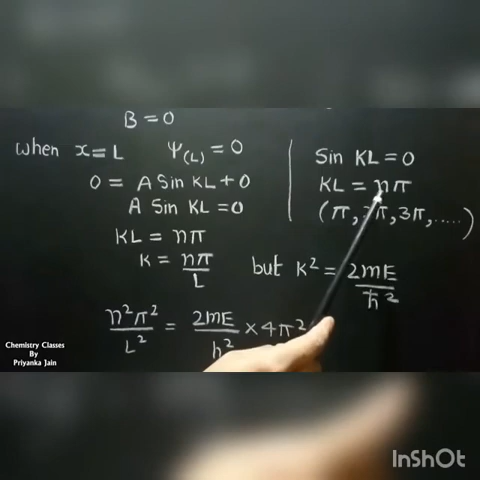 B = 0
when x = L ψ(L) = 0
0 = A Sin KL + 0
A Sin KL = 0
KL = nπ
K = nπ/L
Sin KL = 0
KL = nπ
(π, 2π, 3π, .....)
but K² = 2mE/ħ²
n²π²/L² = 2mE/h² × 4π²
Chemistry Classes
By
Priyanka Jain
InShOt